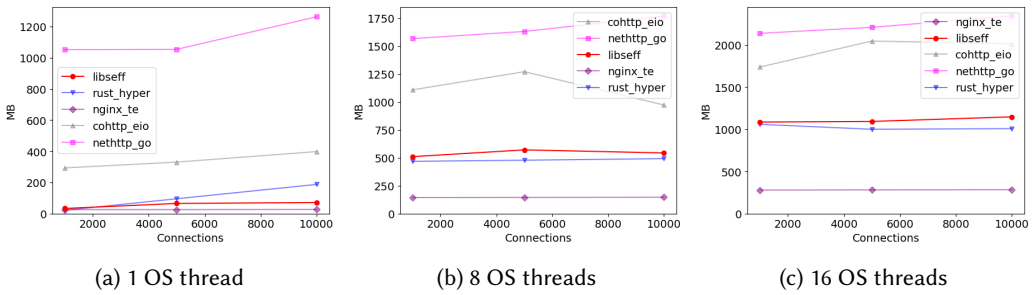 MB
1200
1000
800
600
400
200
0
libseff
rust_hyper
nginx_te
cohttp_eio
nethttp_go
2000 4000 6000 8000 10000
Connections
(a) 1 OS thread
MB
1750
1500
1250
1000
750
500
250
0
cohttp_eio
nethttp_go
libseff
nginx_te
rust_hyper
2000 4000 6000 8000 10000
Connections
(b) 8 OS threads
MB
2000
1500
1000
500
0
nginx_te
libseff
cohttp_eio
nethttp_go
rust_hyper
2000 4000 6000 8000 10000
Connections
(c) 16 OS threads